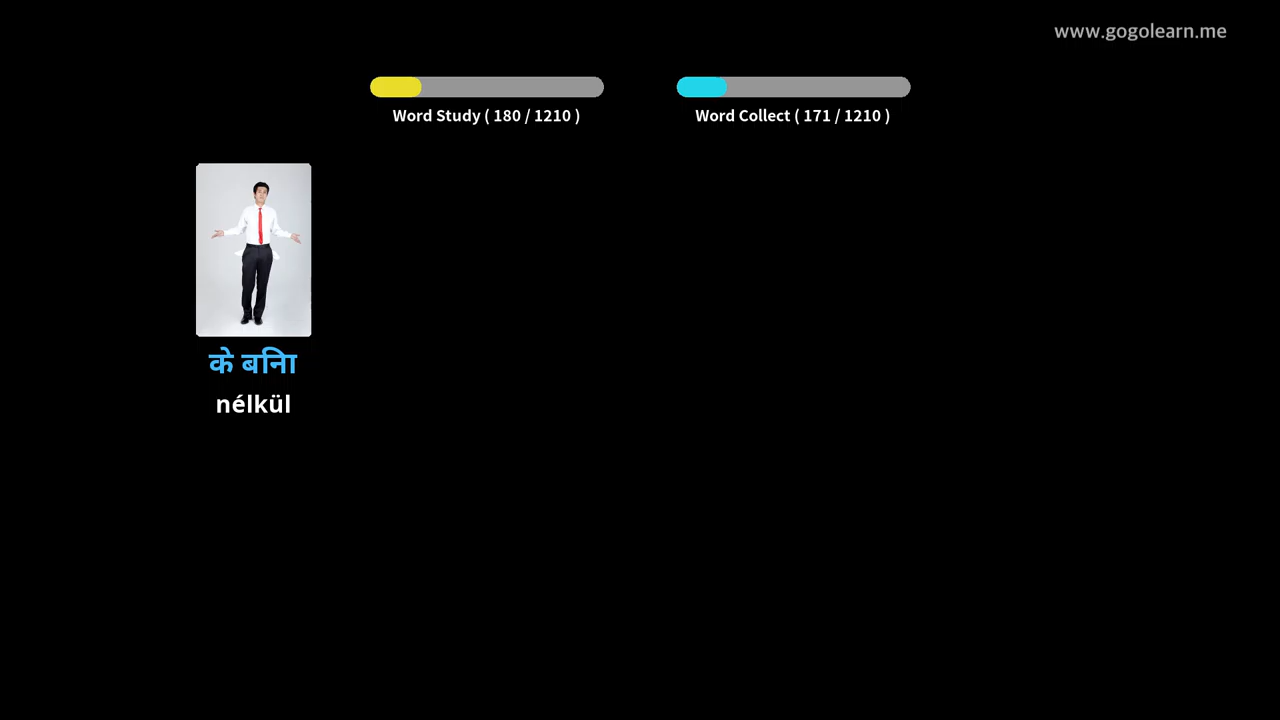 www.gogolearn.me
Word Study ( 180 / 1210 )
Word Collect ( 171 / 1210 )
के बिना
nélkül